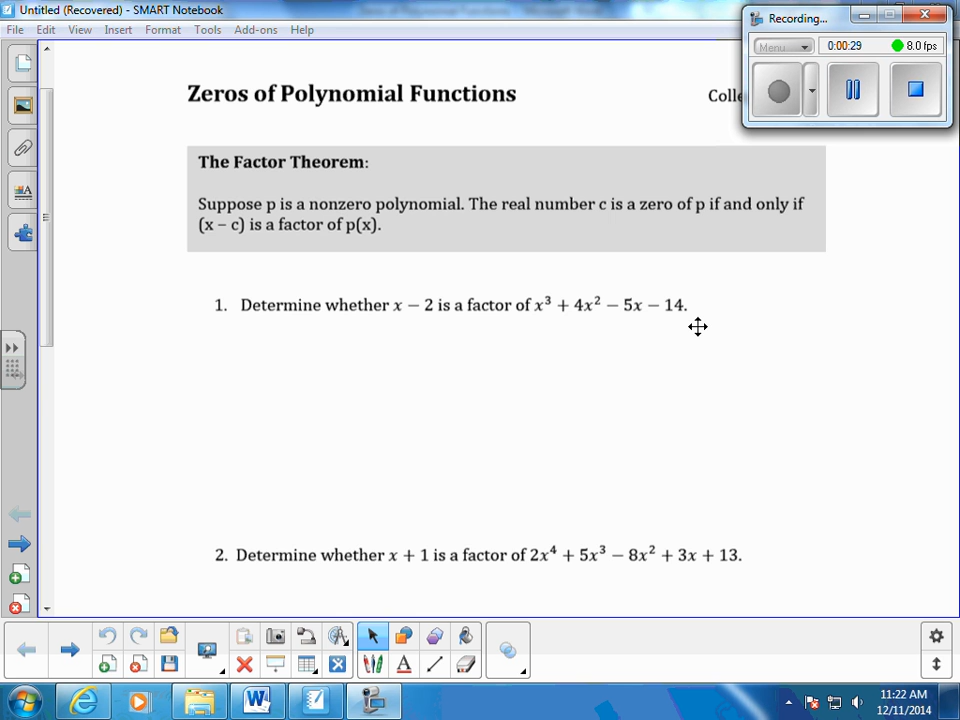 Untitled (Recovered) - SMART Notebook
File Edit View Insert Format Tools Add-ons Help
Recording...
Menu 0:00:29 8.0 fps
Zeros of Polynomial Functions
The Factor Theorem:
Suppose p is a nonzero polynomial. The real number c is a zero of p if and only if
(x – c) is a factor of p(x).
1. Determine whether x − 2 is a factor of x³ + 4x² − 5x − 14.
2. Determine whether x + 1 is a factor of 2x⁴ + 5x³ − 8x² + 3x + 13.
11:22 AM
12/11/2014